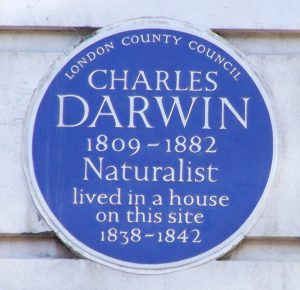 LONDON COUNTY COUNCIL
CHARLES
DARWIN
1809-1882
Naturalist
lived in a house
on this site
1838-1842